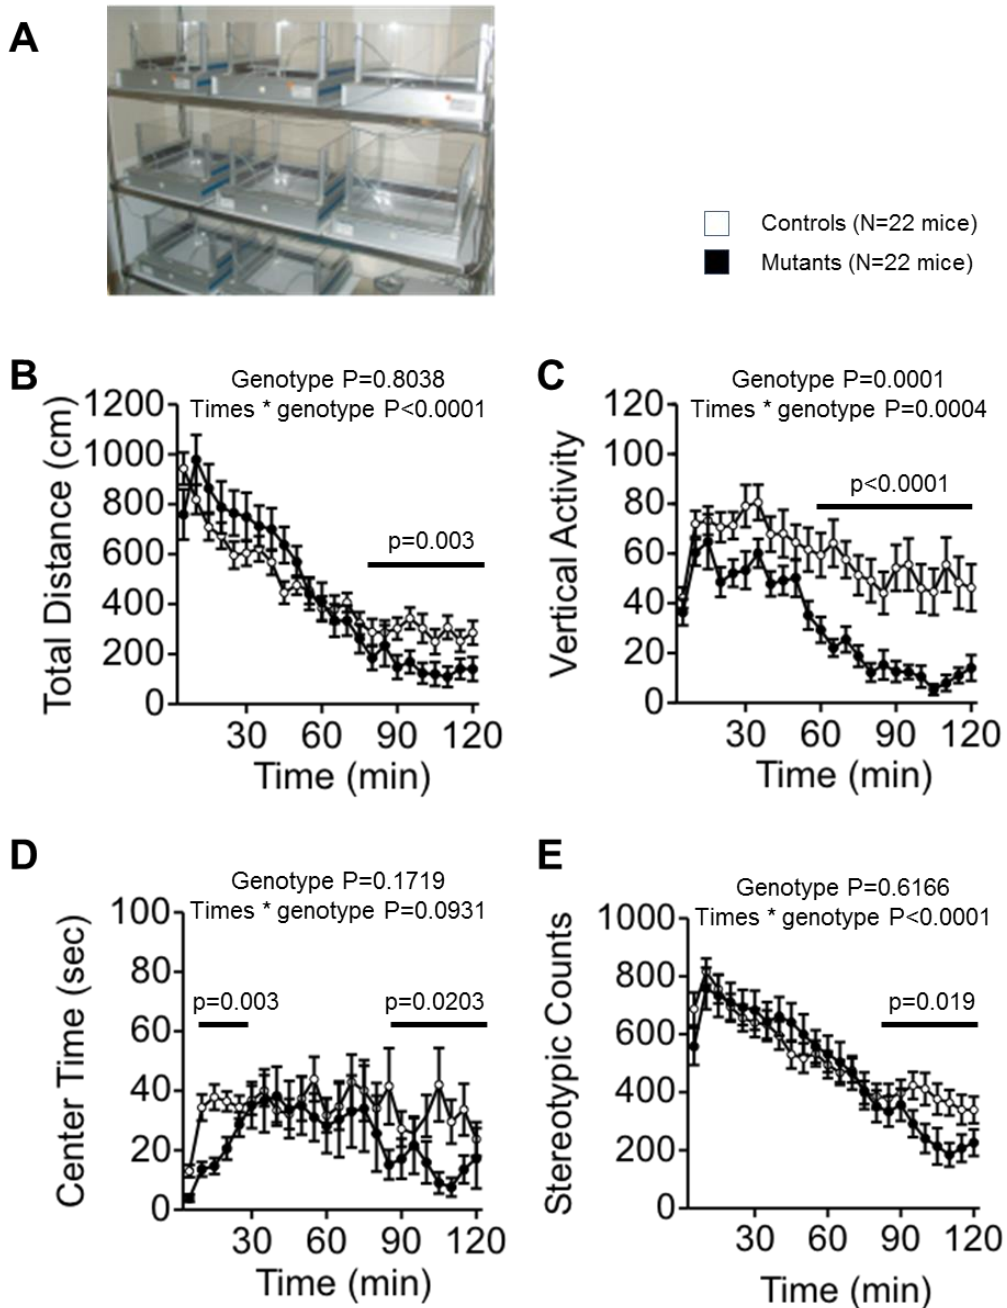 A
Controls (N=22 mice)
Mutants (N=22 mice)
B
Genotype P=0.8038
Times * genotype P<0.0001
Total Distance (cm)
1200
1000
800
600
400
200
0
p=0.003
30 60 90 120
Time (min)
C
Genotype P=0.0001
Times * genotype P=0.0004
Vertical Activity
120
100
80
60
40
20
0
p<0.0001
30 60 90 120
Time (min)
D
Genotype P=0.1719
Times * genotype P=0.0931
Center Time (sec)
100
80
60
40
20
0
p=0.003
p=0.0203
30 60 90 120
Time (min)
E
Genotype P=0.6166
Times * genotype P<0.0001
Stereotypic Counts
1000
800
600
400
200
0
p=0.019
30 60 90 120
Time (min)